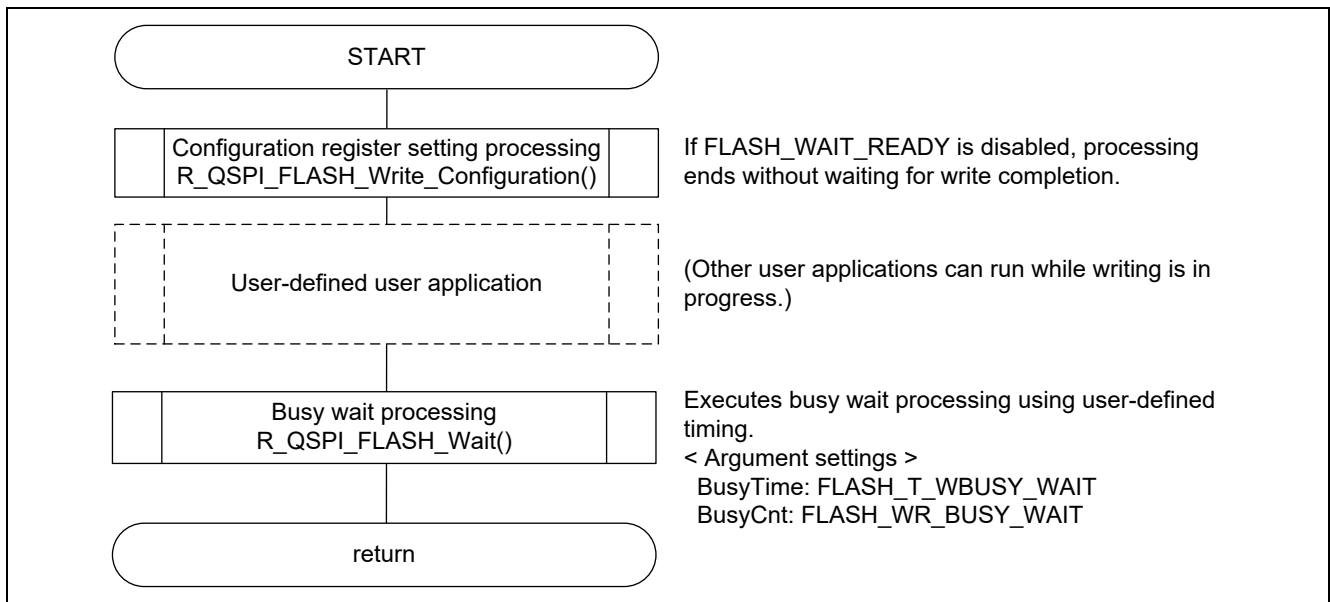 START
Configuration register setting processing
R_QSPI_FLASH_Write_Configuration()
If FLASH_WAIT_READY is disabled, processing
ends without waiting for write completion.
User-defined user application
(Other user applications can run while writing is in
progress.)
Busy wait processing
R_QSPI_FLASH_Wait()
Executes busy wait processing using user-defined
timing.
< Argument settings >
BusyTime: FLASH_T_WBUSY_WAIT
BusyCnt: FLASH_WR_BUSY_WAIT
return